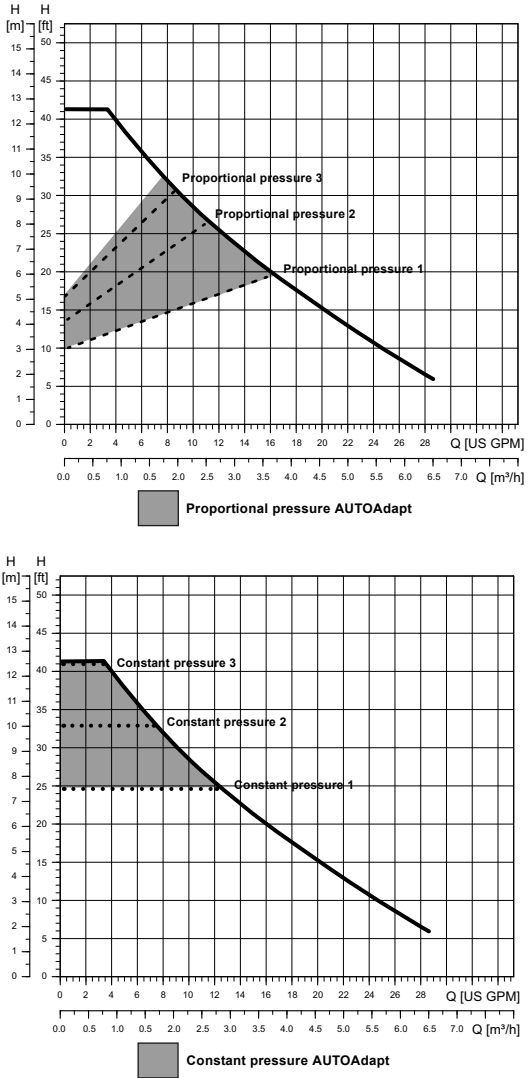 H H
[m] [ft]
50
15
45
14
13
40
12
11
35
10
Proportional pressure 3
30
9
8
Proportional pressure 2
25
7
6
20
Proportional pressure 1
5
15
4
3
10
2
5
1
0 0
0 2 4 6 8 10 12 14 16 18 20 22 24 26 28
Q [US GPM]
0.0 0.5 1.0 0.5 2.0 2.5 3.0 3.5 4.0 4.5 5.0 5.5 6.0 6.5 7.0 Q [m³/h]
Proportional pressure AUTOAdapt
H H
[m] [ft]
50
15
45
14
13
40
Constant pressure 3
12
11
35
10
Constant pressure 2
9
30
8
25
Constant pressure 1
7
6
20
5
15
4
3
10
2
5
1
0 0
0 2 4 6 8 10 12 14 16 18 20 22 24 26 28
Q [US GPM]
0.0 0.5 1.0 0.5 2.0 2.5 3.0 3.5 4.0 4.5 5.0 5.5 6.0 6.5 7.0 Q [m³/h]
Constant pressure AUTOAdapt